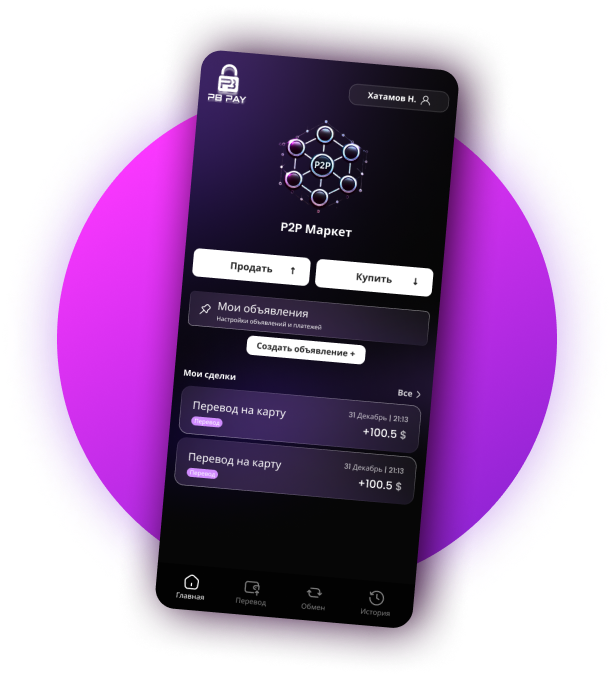 PB PAY
Хатамов Н.
P2P
P2P Маркет
Продать ↑
Купить ↓
Мои объявления
Настройки объявлений и платежей
Создать объявление +
Мои сделки
Все >
Перевод на карту
31 Декабрь | 21:13
Перевод
+100.5 $
Перевод на карту
31 Декабрь | 21:13
Перевод
+100.5 $
Главная
Перевод
Обмен
История